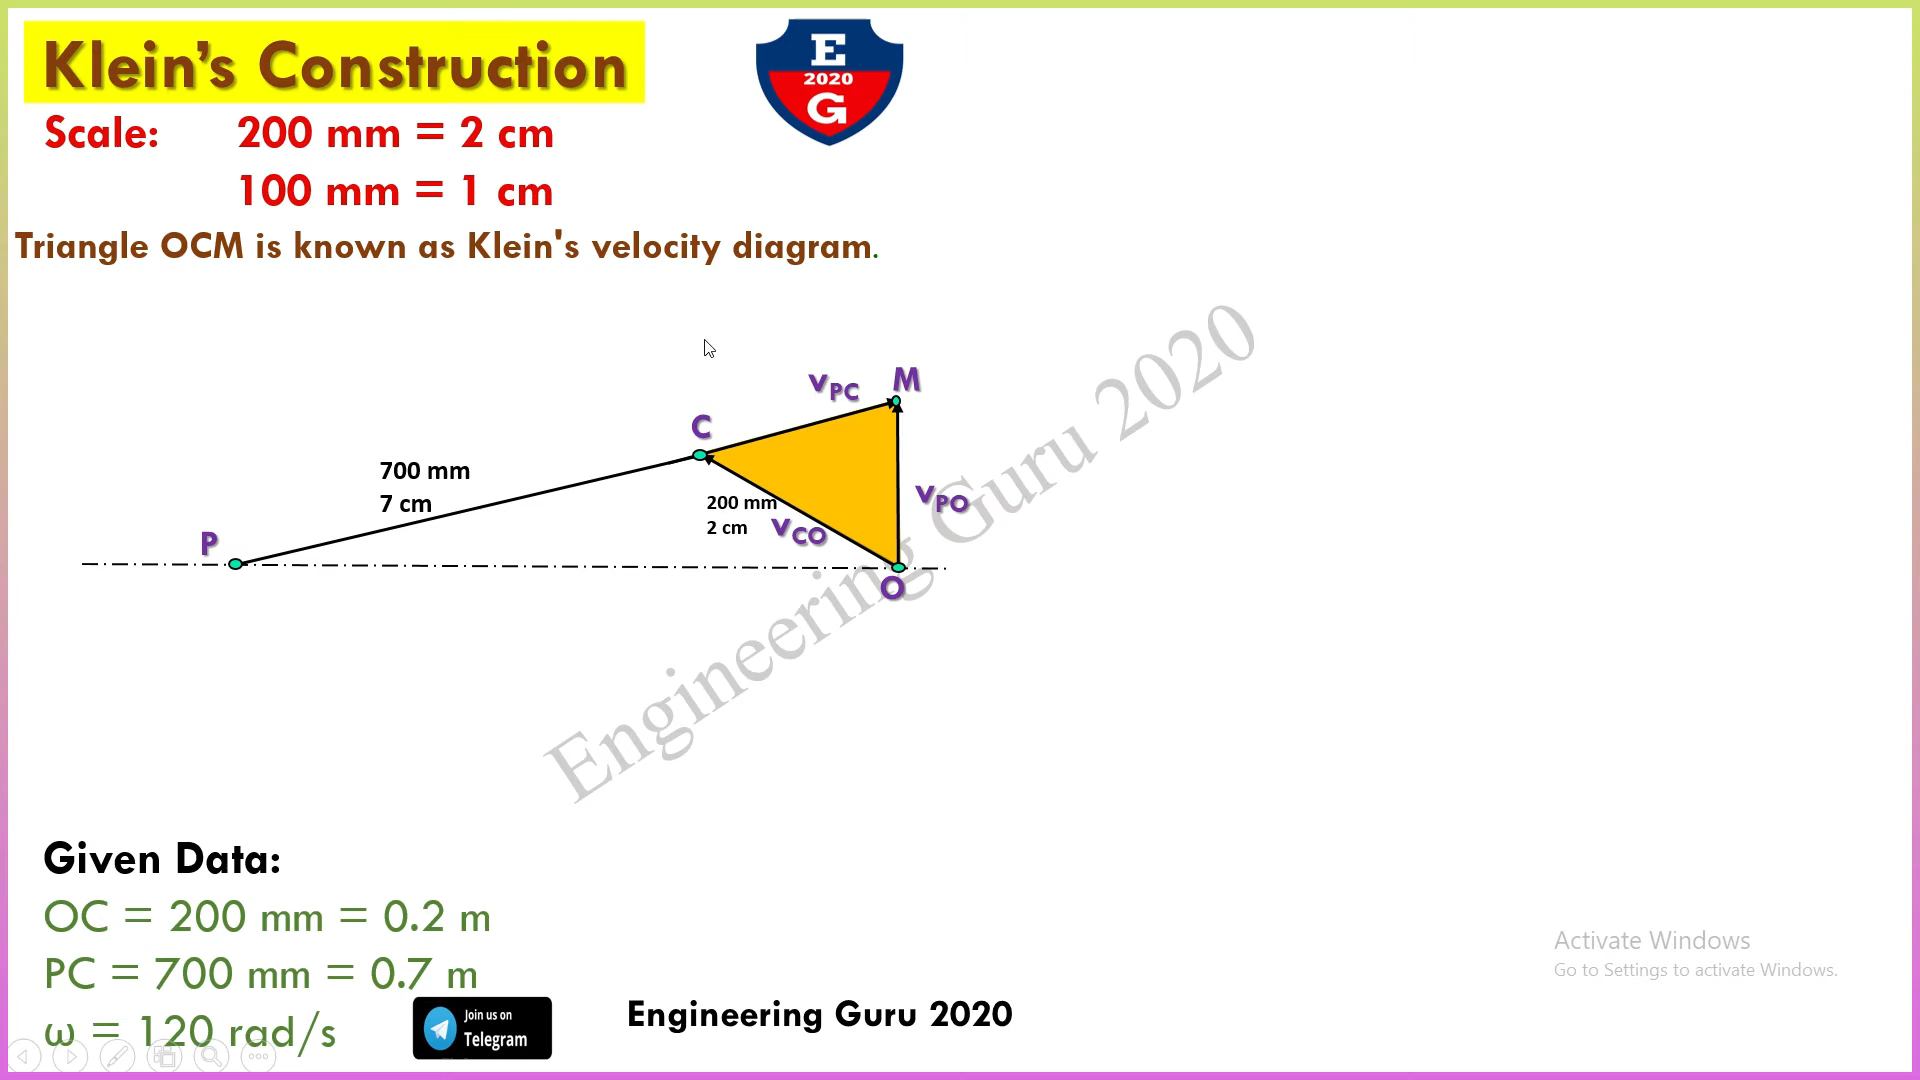 Klein's Construction
E
2020
G
Scale: 200 mm = 2 cm
100 mm = 1 cm
Triangle OCM is known as Klein's velocity diagram.
vPC
M
C
700 mm
7 cm
200 mm
2 cm
vCO
vPO
P
O
Engineering Guru 2020
Given Data:
OC = 200 mm = 0.2 m
PC = 700 mm = 0.7 m
ω = 120 rad/s
Join us on
Telegram
Engineering Guru 2020
Activate Windows
Go to Settings to activate Windows.